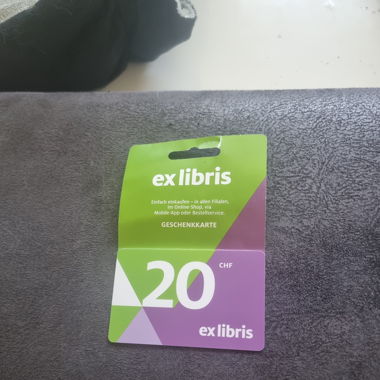 ex libris
Einfach einkaufen – in allen Filialen,
im Online-Shop, via
Mobile-App oder Bestellservice.
GESCHENKKARTE
20 CHF
ex libris